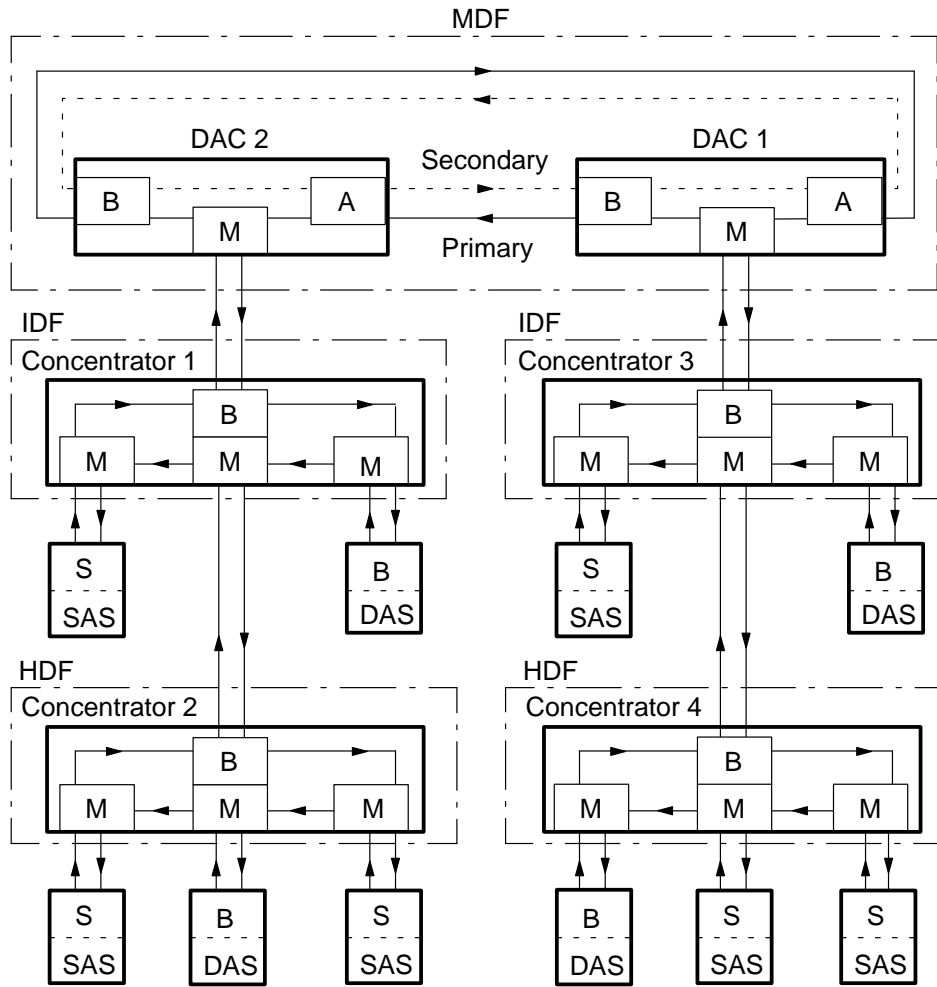 MDF
DAC 2
DAC 1
Secondary
B
A
B
A
M
M
Primary
IDF
IDF
Concentrator 1
Concentrator 3
B
B
M
M
M
M
M
M
S
B
S
B
SAS
DAS
SAS
DAS
HDF
HDF
Concentrator 2
Concentrator 4
B
B
M
M
M
M
M
M
S
B
S
B
S
S
SAS
DAS
SAS
DAS
SAS
SAS